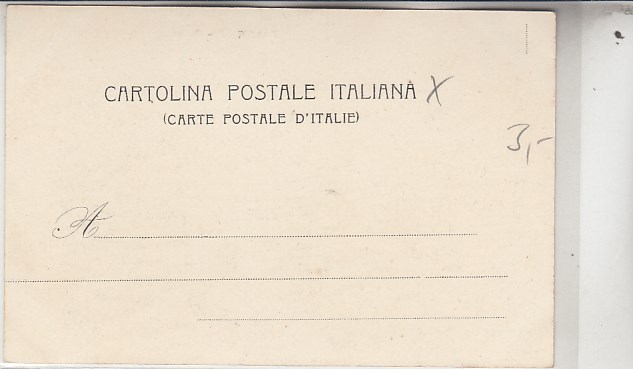 CARTOLINA POSTALE ITALIANA X
(CARTE POSTALE D'ITALIE)
3,-
A